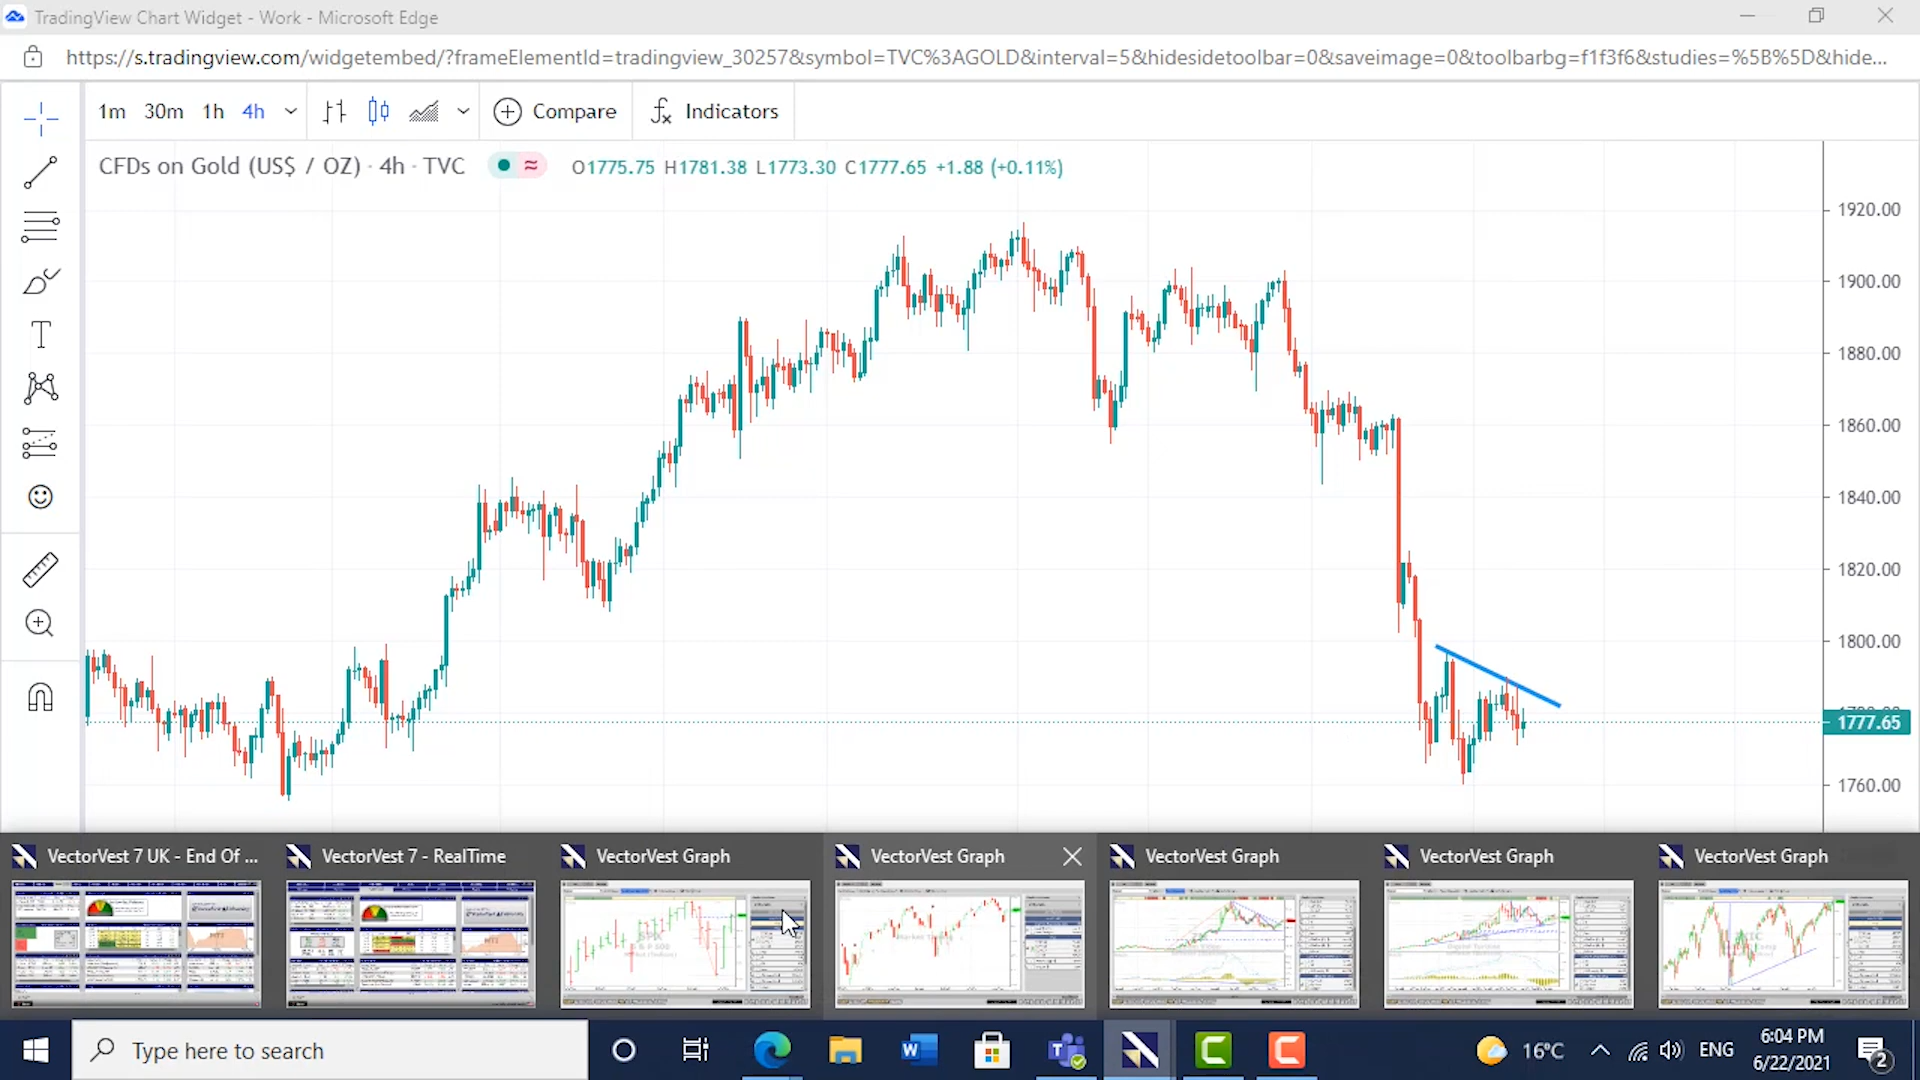 TradingView Chart Widget - Work - Microsoft Edge
https://s.tradingview.com/widgetembed/?frameElementId=tradingview_30257&symbol=TVC%3AGOLD&interval=5&hidesidetoolbar=0&saveimage=0&toolbarbg=f1f3f6&studies=%5B%5D&hide...
1m 30m 1h 4h Compare Indicators
CFDs on Gold (US$ / OZ) · 4h · TVC O1775.75 H1781.38 L1773.30 C1777.65 +1.88 (+0.11%)
1920.00
1900.00
1880.00
1860.00
1840.00
1820.00
1800.00
1777.65
1760.00
VectorVest 7 UK - End Of ... VectorVest 7 - RealTime VectorVest Graph VectorVest Graph VectorVest Graph VectorVest Graph VectorVest Graph
Type here to search
16°C
ENG
6:04 PM
6/22/2021
2